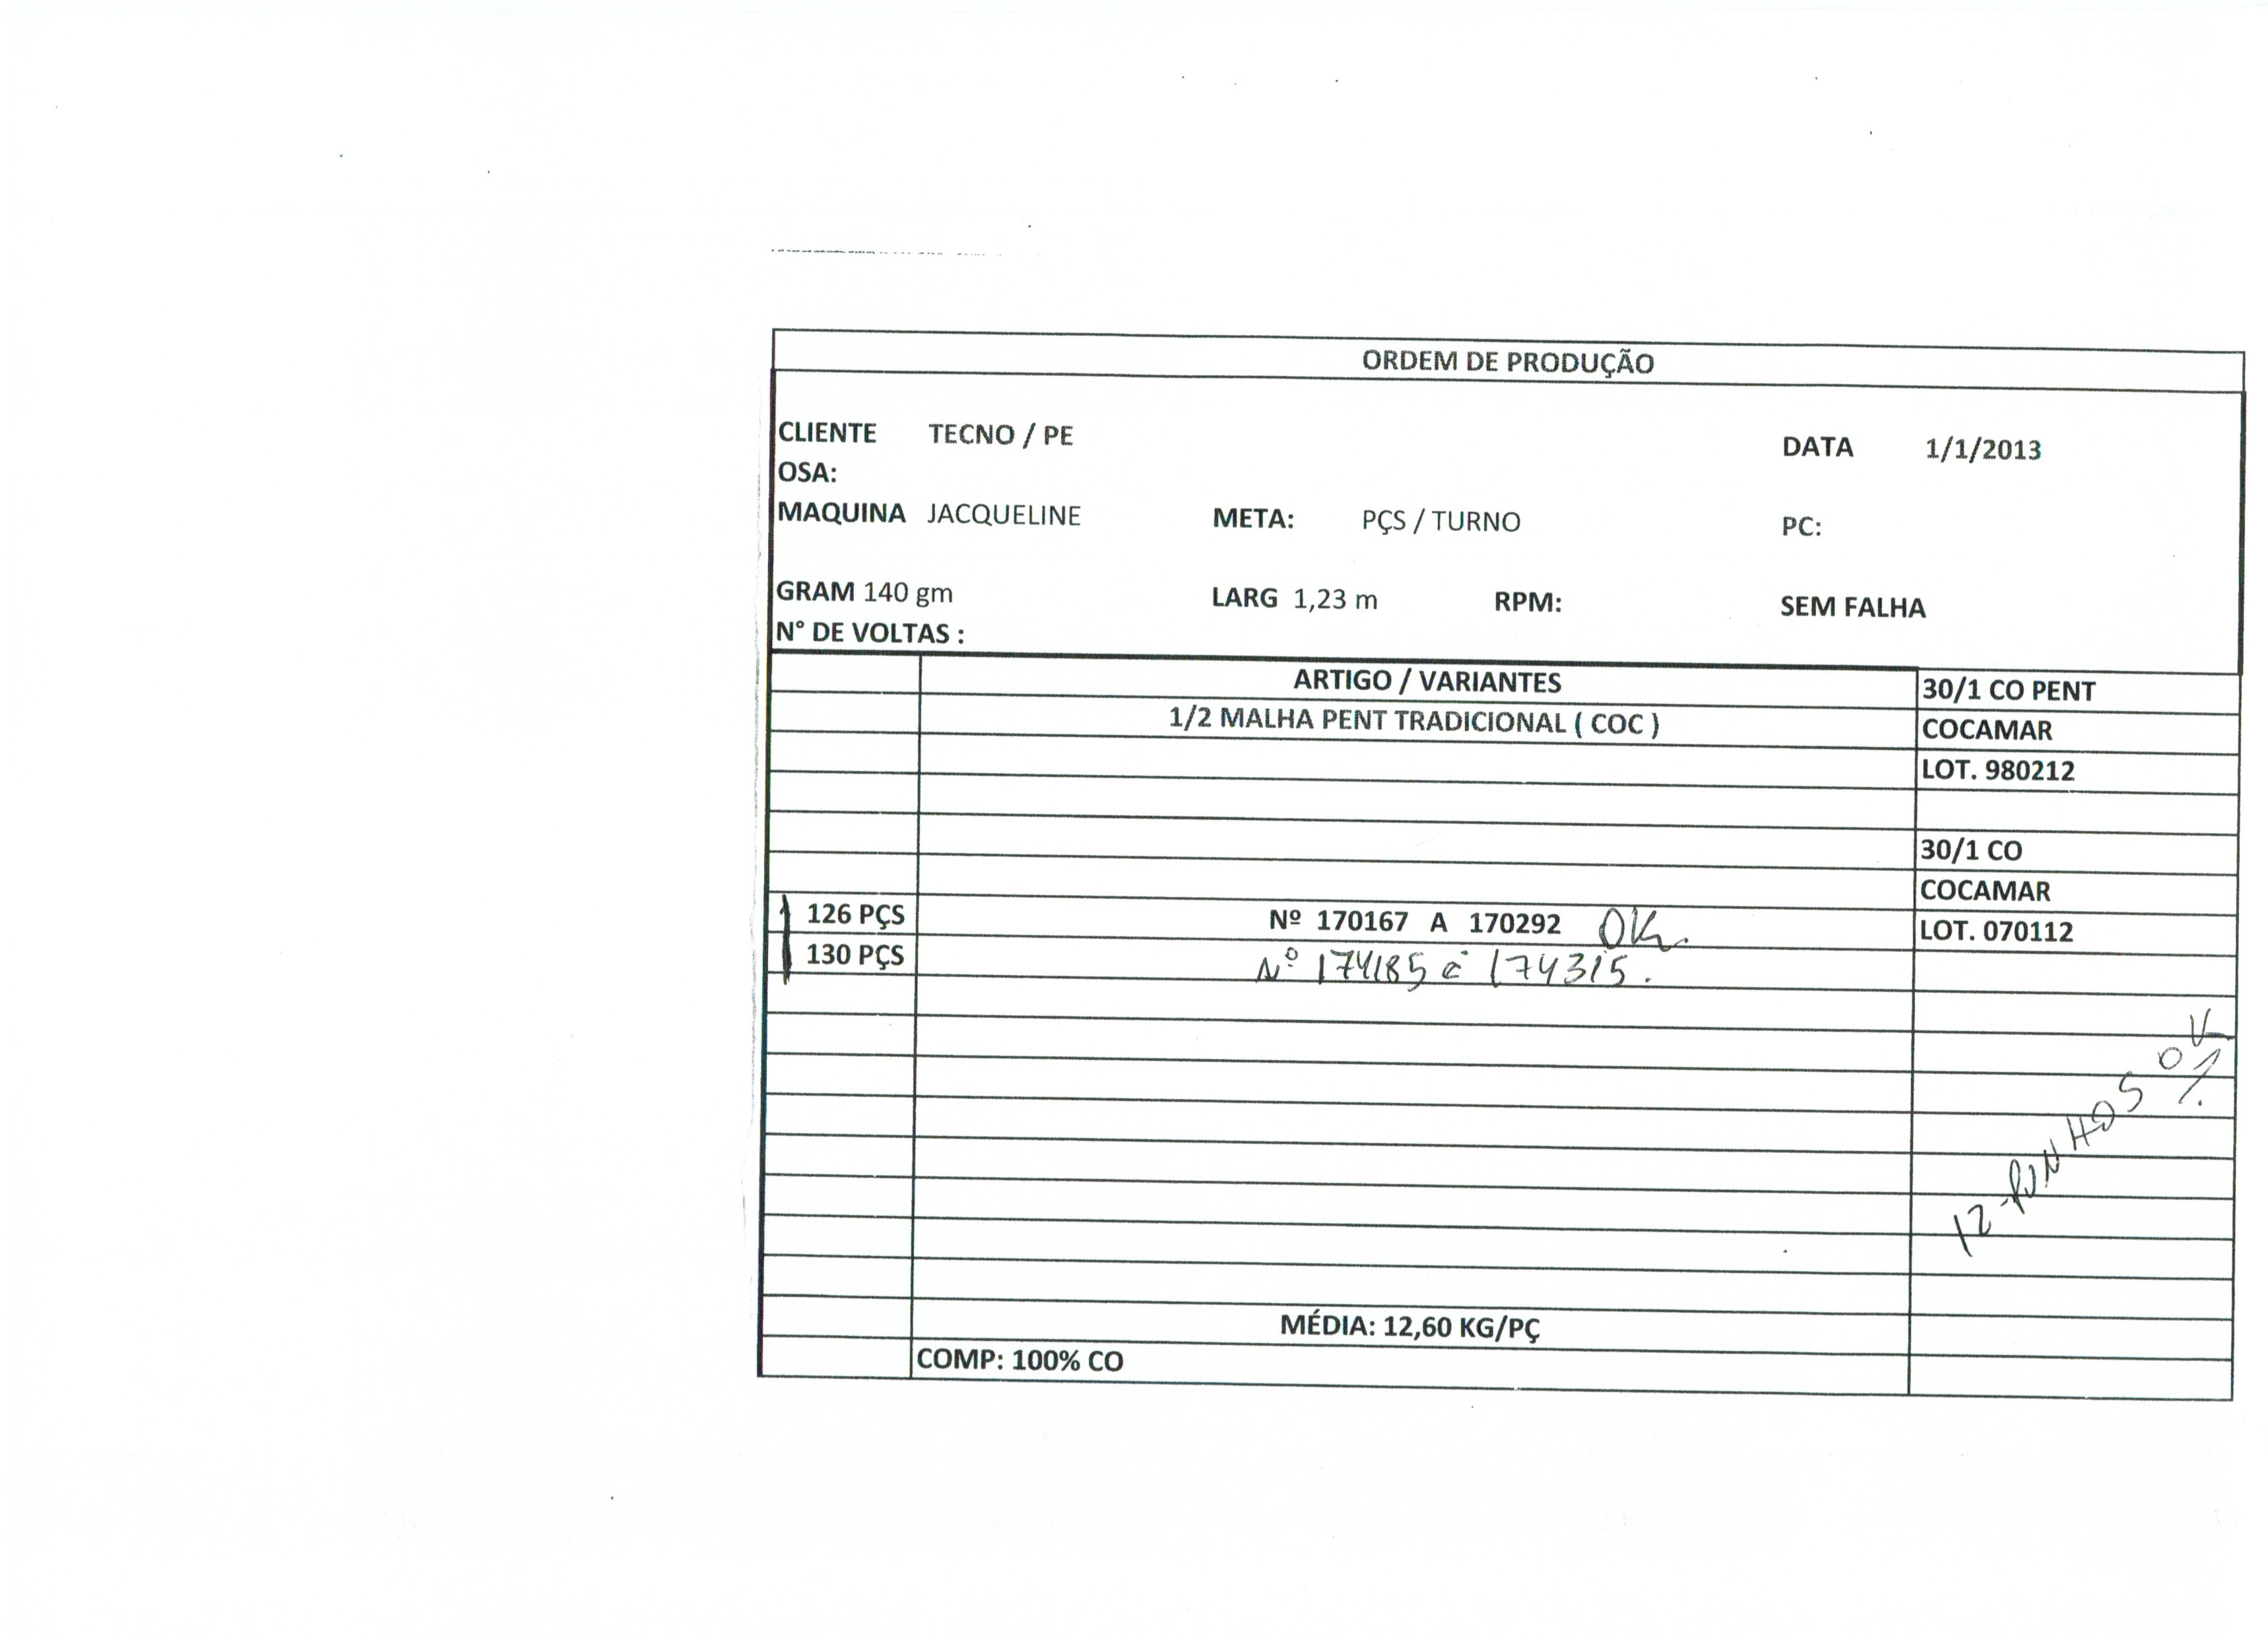 ORDEM DE PRODUÇÃO
CLIENTE TECNO / PE DATA 1/1/2013
OSA:
MAQUINA JACQUELINE META: PÇS / TURNO PC:
GRAM 140 gm LARG 1,23 m RPM: SEM FALHA
N° DE VOLTAS :
ARTIGO / VARIANTES 30/1 CO PENT
1/2 MALHA PENT TRADICIONAL ( COC ) COCAMAR
LOT. 980212
30/1 CO
COCAMAR
126 PÇS Nº 170167 A 170292 OK. LOT. 070112
130 PÇS Nº 174185 a 174315.
12-PUNHOS OK
MÉDIA: 12,60 KG/PÇ
COMP: 100% CO